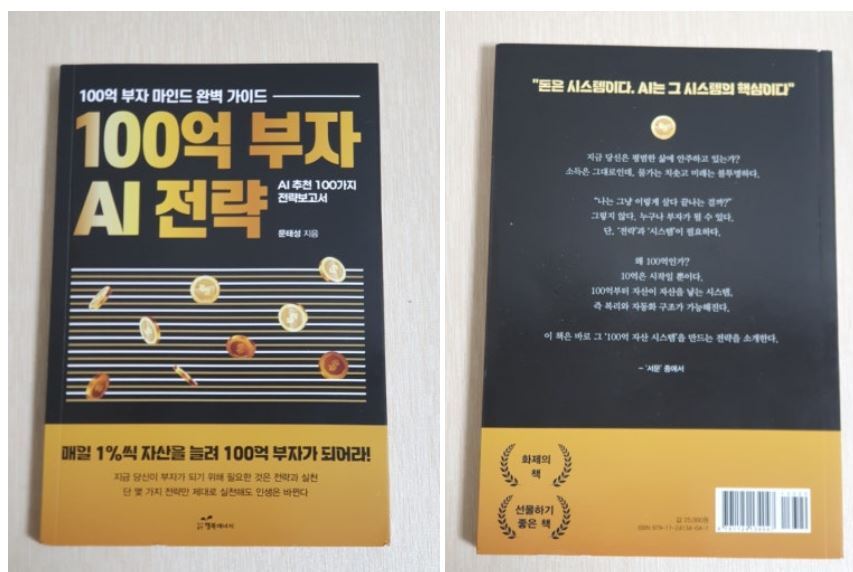 100억 부자 마인드 완벽 가이드
100억 부자
AI 전략
AI 추천 100가지
전략보고서
문태성 지음
매일 1%씩 자산을 늘려 100억 부자가 되어라!
지금 당신이 부자가 되기 위해 필요한 것은 전략과 실천
단 몇 가지 전략만 제대로 실천해도 인생은 바뀐다
행복에너지
"돈은 시스템이다. AI는 그 시스템의 핵심이다"
지금 당신은 평범한 삶에 안주하고 있는가?
소득은 그대로인데, 물가는 치솟고 미래는 불투명하다.
"나는 그냥 이렇게 살다 끝나는 걸까?"
그렇지 않다. 누구나 부자가 될 수 있다.
단, '전략'과 '시스템'이 필요하다.
왜 100억인가?
10억은 시작일 뿐이다.
100억부터 자산이 자산을 낳는 시스템,
즉 복리와 자동화 구조가 가능해진다.
이 책은 바로 그 '100억 자산 시스템'을 만드는 전략을 소개한다.
- '서문' 중에서
화제의
책
선물하기
좋은 책
값 25,000원